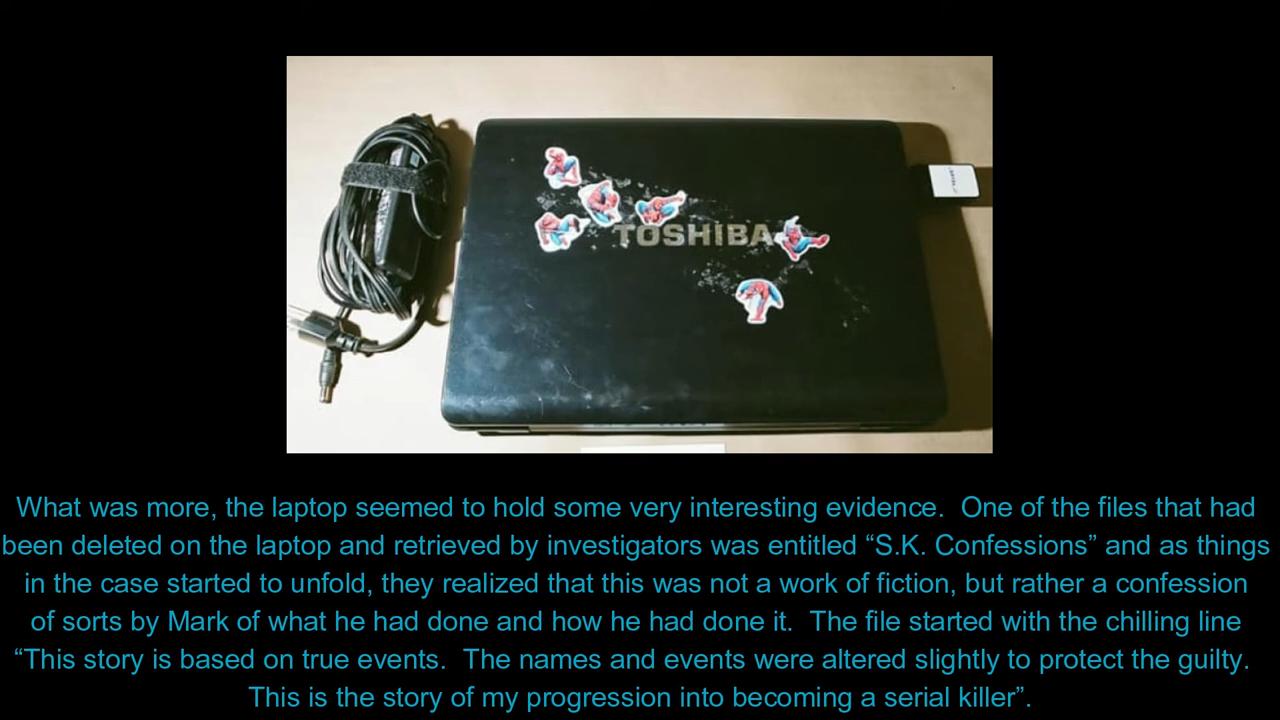 TOSHIBA
What was more, the laptop seemed to hold some very interesting evidence.  One of the files that had
been deleted on the laptop and retrieved by investigators was entitled “S.K. Confessions” and as things
in the case started to unfold, they realized that this was not a work of fiction, but rather a confession
of sorts by Mark of what he had done and how he had done it.  The file started with the chilling line
“This story is based on true events.  The names and events were altered slightly to protect the guilty.
This is the story of my progression into becoming a serial killer”.